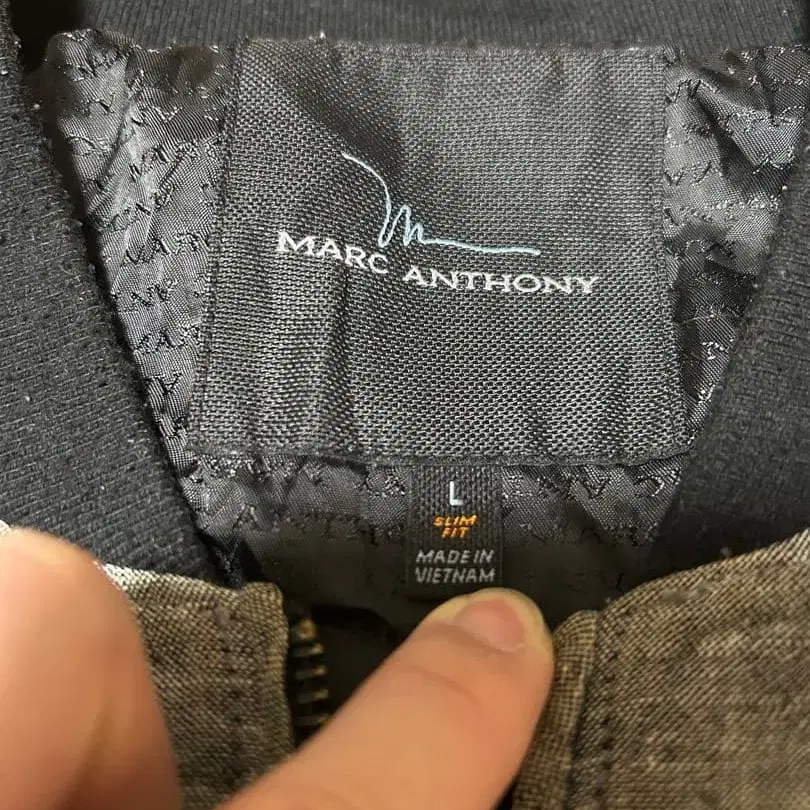 MARC ANTHONY
L
SLIM
FIT
MADE IN
VIETNAM